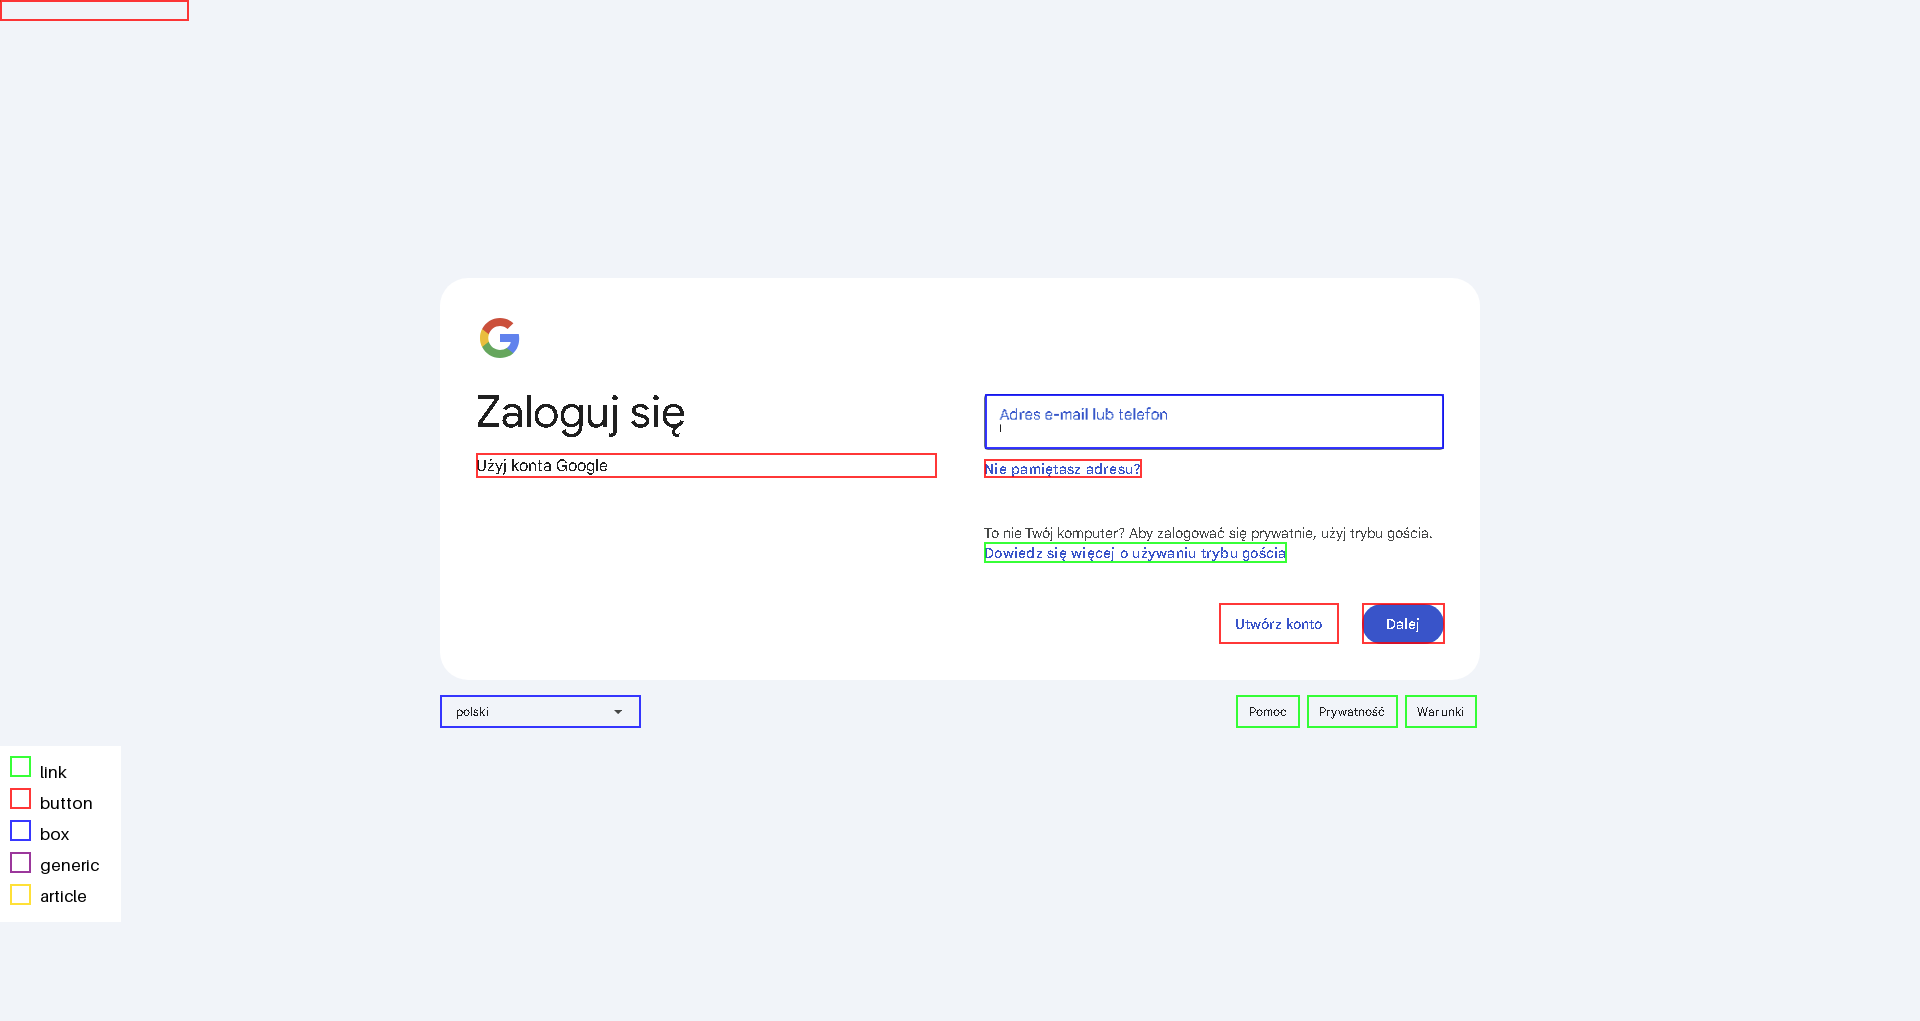 Zaloguj się
Użyj konta Google
Adres e-mail lub telefon
Nie pamiętasz adresu?
To nie Twój komputer? Aby zalogować się prywatnie, użyj trybu gościa.
Dowiedz się więcej o używaniu trybu gościa
Utwórz konto
Dalej
polski
Pomoc
Prywatność
Warunki
link
button
box
generic
article